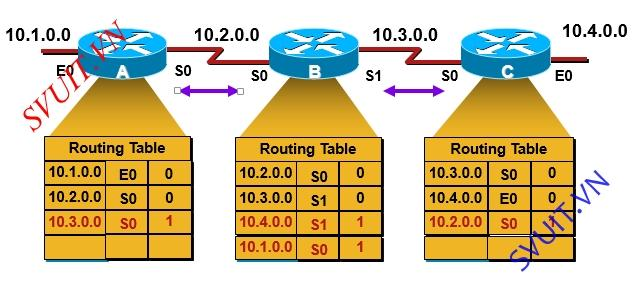 10.1.0.0 10.2.0.0 10.3.0.0 10.4.0.0
E0 A S0 S0 B S1 S0 C E0
SVUIT.VN
Routing Table
10.1.0.0 E0 0
10.2.0.0 S0 0
10.3.0.0 S0 1
Routing Table
10.2.0.0 S0 0
10.3.0.0 S1 0
10.4.0.0 S1 1
10.1.0.0 S0 1
Routing Table
10.3.0.0 S0 0
10.4.0.0 E0 0
10.2.0.0 S0
SVUIT.VN